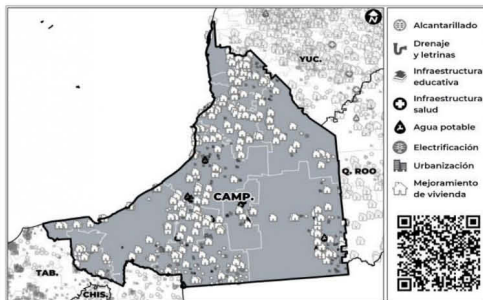 N
YUC.
Q. ROO
CAMP.
TAB.
CHIS.
Alcantarillado
Drenaje
y letrinas
Infraestructura
educativa
Infraestructura
salud
Agua potable
Electrificación
Urbanización
Mejoramiento
de vivienda